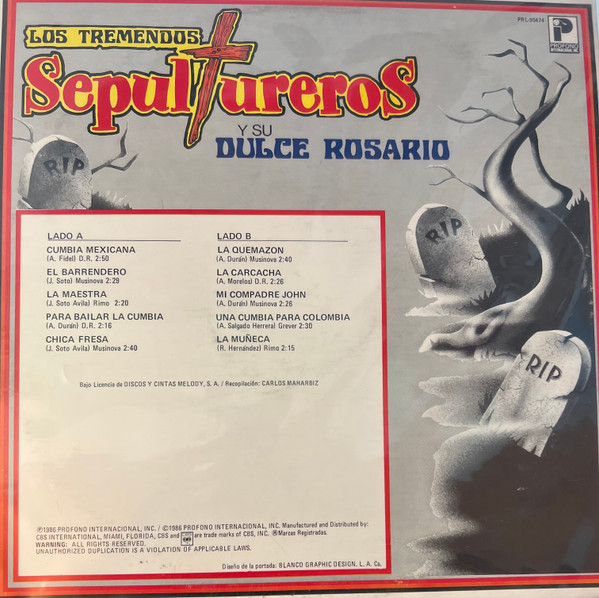 PRL-90474
PROFONO
INTERNACIONAL, INC.
LOS TREMENDOS
SepulTureros
Y SU
DULCE ROSARIO
RIP
RIP
RIP
LADO A
CUMBIA MEXICANA
(A. Fidel) D.R. 2:50
EL BARRENDERO
(J. Soto) Musinova 2:29
LA MAESTRA
(J. Soto Avila) Rimo 2:20
PARA BAILAR LA CUMBIA
(A. Durán) D.R. 2:16
CHICA FRESA
(J. Soto Avila) Musinova 2:40
LADO B
LA QUEMAZON
(A. Durán) Musinova 2:40
LA CARCACHA
(A. Morelos) D.R. 2:26
MI COMPADRE JOHN
(A. Durán) Musinova 2:26
UNA CUMBIA PARA COLOMBIA
(A. Salgado Herrera) Grever 2:30
LA MUÑECA
(R. Hernández) Rimo 2:15
Bajo Licencia de DISCOS Y CINTAS MELODY, S. A. / Recopilación: CARLOS MAHARBIZ
℗1986 PROFONO INTERNACIONAL, INC. / ©1986 PROFONO INTERNACIONAL, INC. Manufactured and Distributed by:
CBS INTERNATIONAL, MIAMI, FLORIDA, CBS and CBS are trade marks of CBS, INC. ®Marcas Registradas.
WARNING: ALL RIGHTS RESERVED.
UNAUTHORIZED DUPLICATION IS A VIOLATION OF APPLICABLE LAWS.
Diseño de la portada: BLANCO GRAPHIC DESIGN, L. A. Ca.